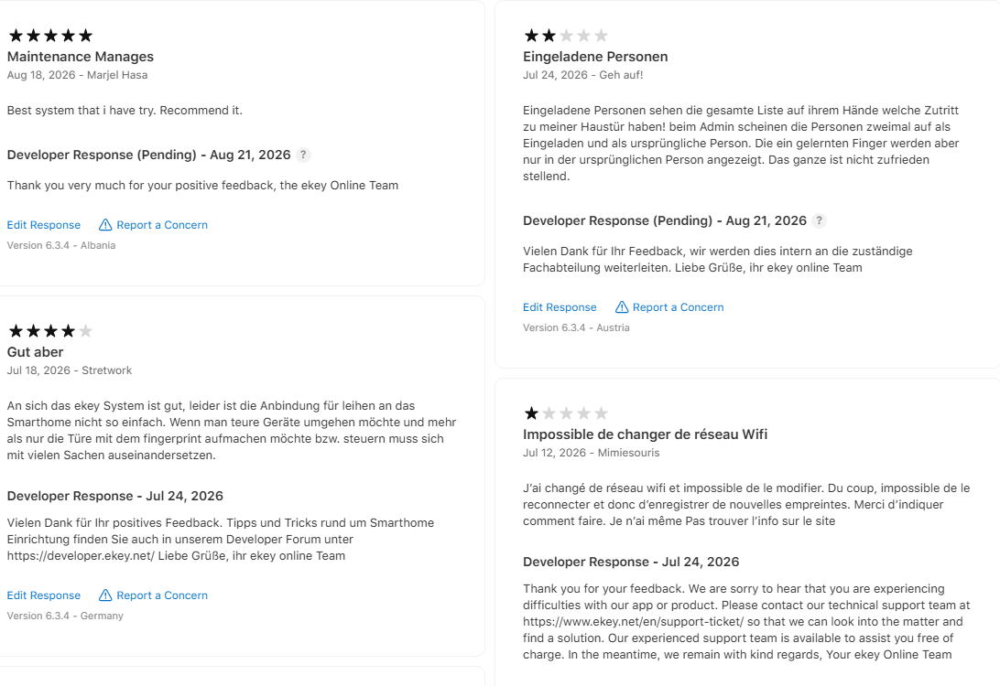 Maintenance Manages
Aug 18, 2026 - Marjel Hasa
Best system that i have try. Recommend it.
Developer Response (Pending) - Aug 21, 2026 ?
Thank you very much for your positive feedback, the ekey Online Team
Edit Response Report a Concern
Version 6.3.4 - Albania
Gut aber
Jul 18, 2026 - Stretwork
An sich das ekey System ist gut, leider ist die Anbindung für leihen an das
Smarthome nicht so einfach. Wenn man teure Geräte umgehen möchte und mehr
als nur die Türe mit dem fingerprint aufmachen möchte bzw. steuern muss sich
mit vielen Sachen auseinandersetzen.
Developer Response - Jul 24, 2026
Vielen Dank für Ihr positives Feedback. Tipps und Tricks rund um Smarthome
Einrichtung finden Sie auch in unserem Developer Forum unter
https://developer.ekey.net/ Liebe Grüße, ihr ekey online Team
Edit Response Report a Concern
Version 6.3.4 - Germany
Eingeladene Personen
Jul 24, 2026 - Geh auf!
Eingeladene Personen sehen die gesamte Liste auf ihrem Hände welche Zutritt
zu meiner Haustür haben! beim Admin scheinen die Personen zweimal auf als
Eingeladen und als ursprüngliche Person. Die ein gelernten Finger werden aber
nur in der ursprünglichen Person angezeigt. Das ganze ist nicht zufrieden
stellend.
Developer Response (Pending) - Aug 21, 2026 ?
Vielen Dank für Ihr Feedback, wir werden dies intern an die zuständige
Fachabteilung weiterleiten. Liebe Grüße, ihr ekey online Team
Edit Response Report a Concern
Version 6.3.4 - Austria
Impossible de changer de réseau Wifi
Jul 12, 2026 - Mimiesouris
J’ai changé de réseau wifi et impossible de le modifier. Du coup, impossible de le
reconnecter et donc d’enregistrer de nouvelles empreintes. Merci d’indiquer
comment faire. Je n’ai même Pas trouver l’info sur le site
Developer Response - Jul 24, 2026
Thank you for your feedback. We are sorry to hear that you are experiencing
difficulties with our app or product. Please contact our technical support team at
https://www.ekey.net/en/support-ticket/ so that we can look into the matter and
find a solution. Our experienced support team is available to assist you free of
charge. In the meantime, we remain with kind regards, Your ekey Online Team